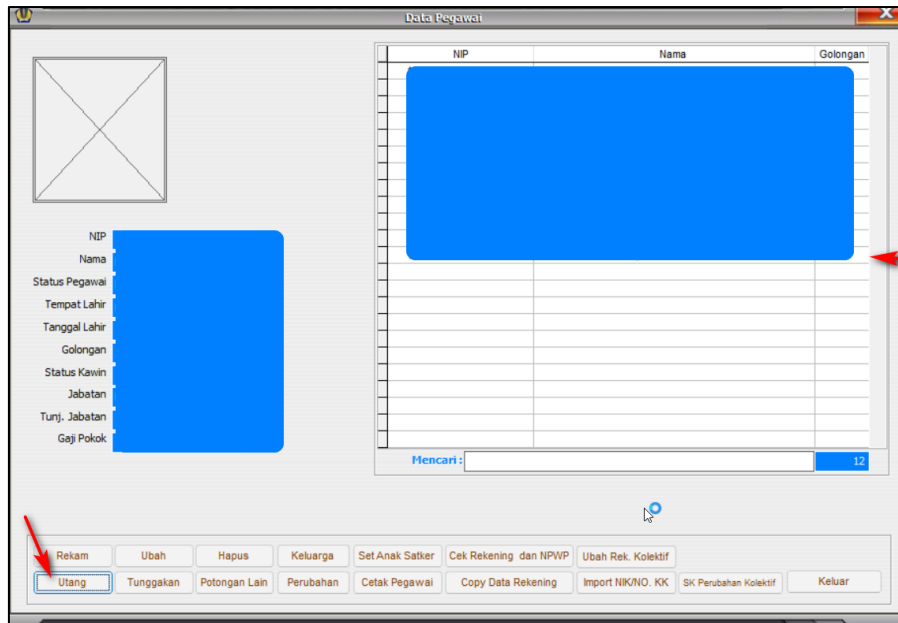 Data Pegawai
NIP Nama Golongan
NIP
Nama
Status Pegawai
Tempat Lahir
Tanggal Lahir
Golongan
Status Kawin
Jabatan
Tunj. Jabatan
Gaji Pokok
Mencari : 12
Rekam Ubah Hapus Keluarga Set Anak Satker Cek Rekening dan NPWP Ubah Rek. Kolektif
Utang Tunggakan Potongan Lain Perubahan Cetak Pegawai Copy Data Rekening Import NIK/NO. KK SK Perubahan Kolektif Keluar